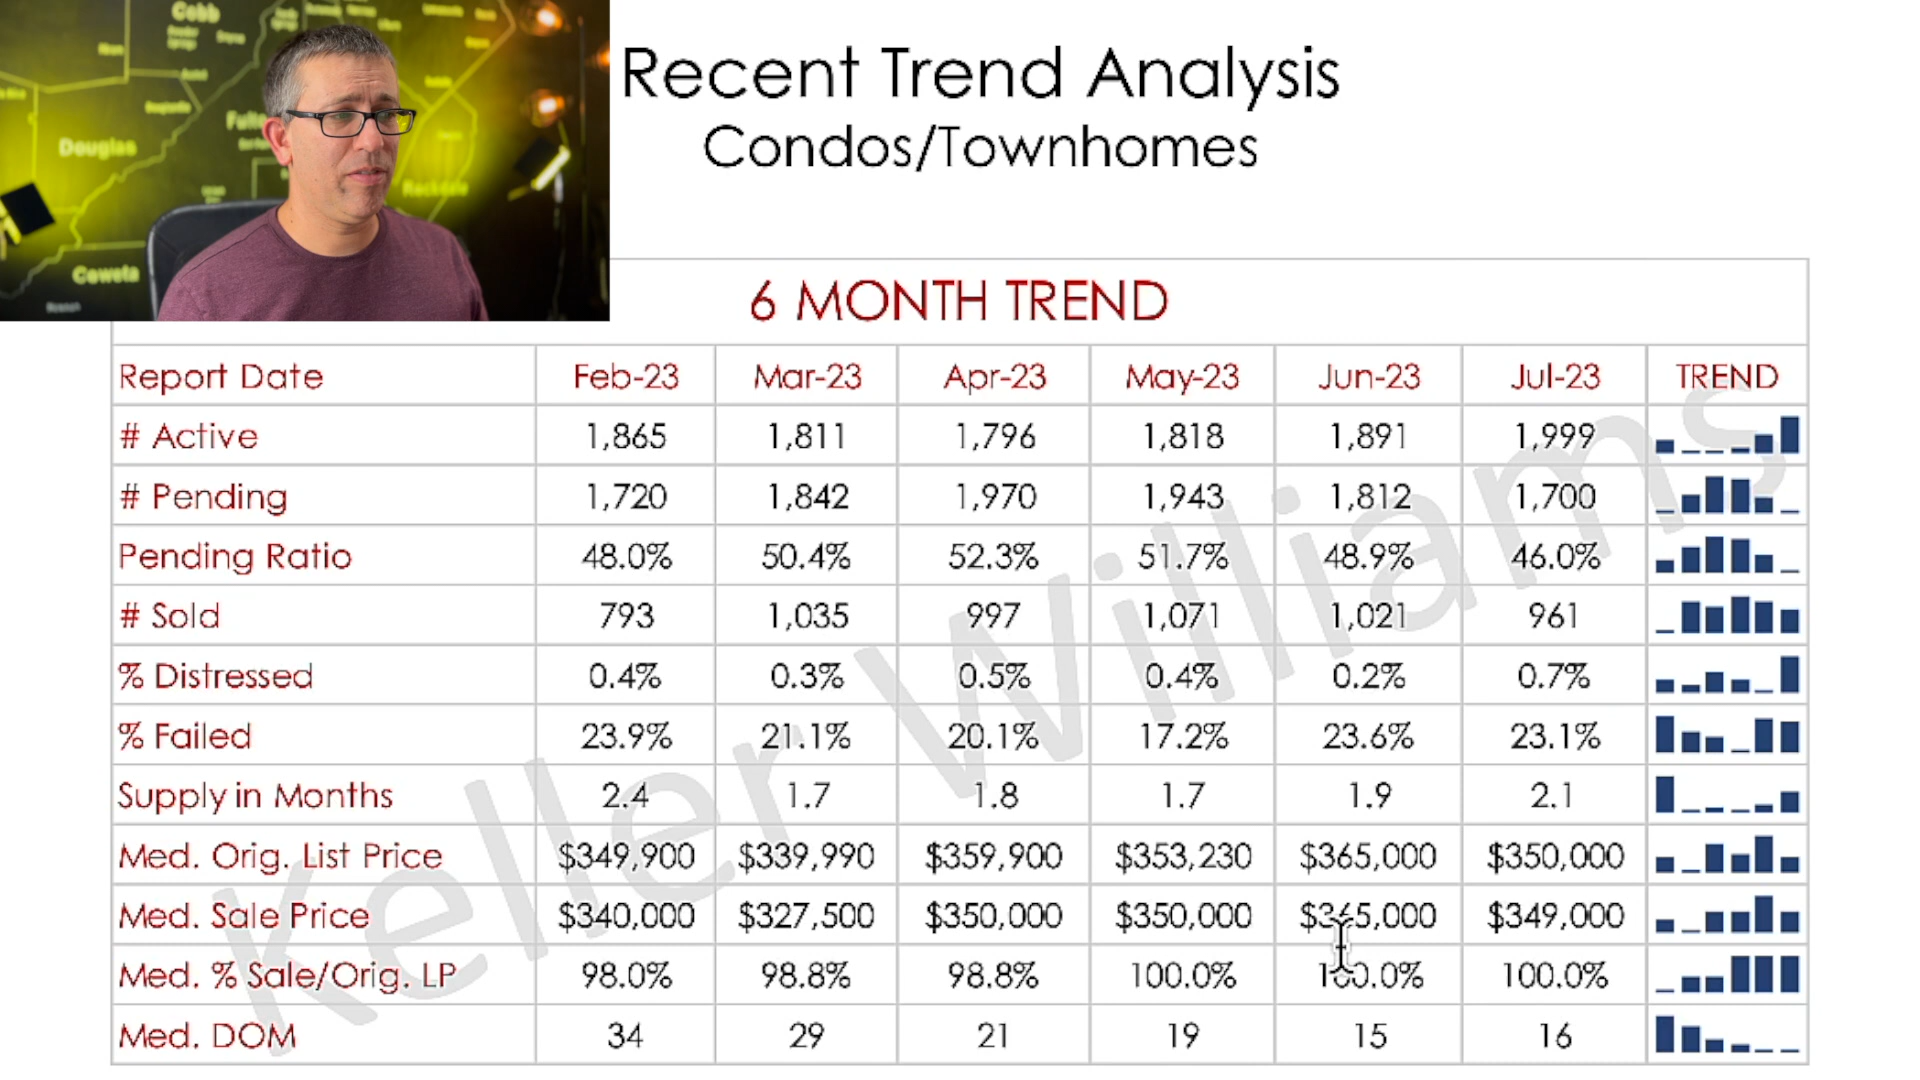 Cobb
Douglas
Coweta
Rockdale
Recent Trend Analysis
Condos/Townhomes
6 MONTH TREND
Report Date Feb-23 Mar-23 Apr-23 May-23 Jun-23 Jul-23 TREND
# Active 1,865 1,811 1,796 1,818 1,891 1,999
# Pending 1,720 1,842 1,970 1,943 1,812 1,700
Pending Ratio 48.0% 50.4% 52.3% 51.7% 48.9% 46.0%
# Sold 793 1,035 997 1,071 1,021 961
% Distressed 0.4% 0.3% 0.5% 0.4% 0.2% 0.7%
% Failed 23.9% 21.1% 20.1% 17.2% 23.6% 23.1%
Supply in Months 2.4 1.7 1.8 1.7 1.9 2.1
Med. Orig. List Price $349,900 $339,990 $359,900 $353,230 $365,000 $350,000
Med. Sale Price $340,000 $327,500 $350,000 $350,000 $365,000 $349,000
Med. % Sale/Orig. LP 98.0% 98.8% 98.8% 100.0% 100.0% 100.0%
Med. DOM 34 29 21 19 15 16
Keller Williams